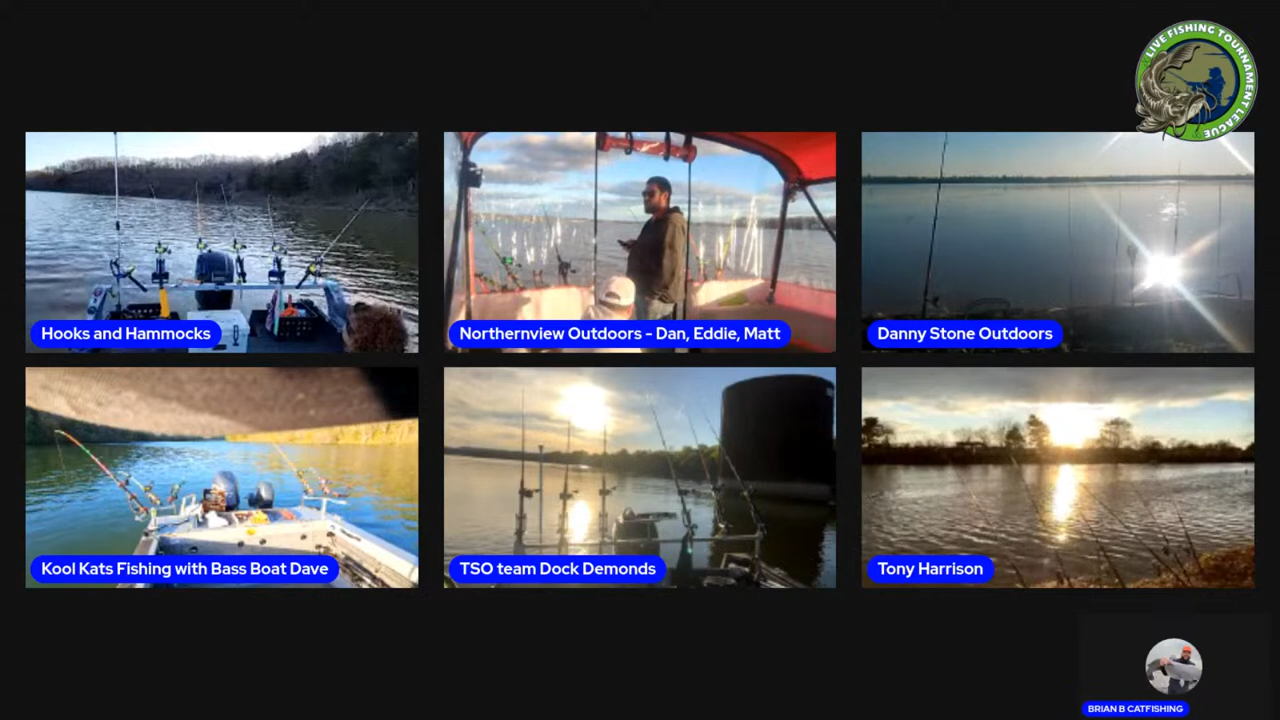 LIVE FISHING TOURNAMENT LEAGUE
Hooks and Hammocks
Northernview Outdoors - Dan, Eddie, Matt
Danny Stone Outdoors
Kool Kats Fishing with Bass Boat Dave
TSO team Dock Demonds
Tony Harrison
BRIAN B CATFISHING